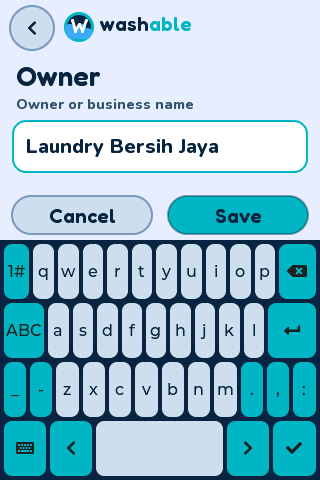 W washable
Owner
Owner or business name
Laundry Bersih Jaya
Cancel Save
1# q w e r t y u i o p
ABC a s d f g h j k l
_ - z x c v b n m . , :